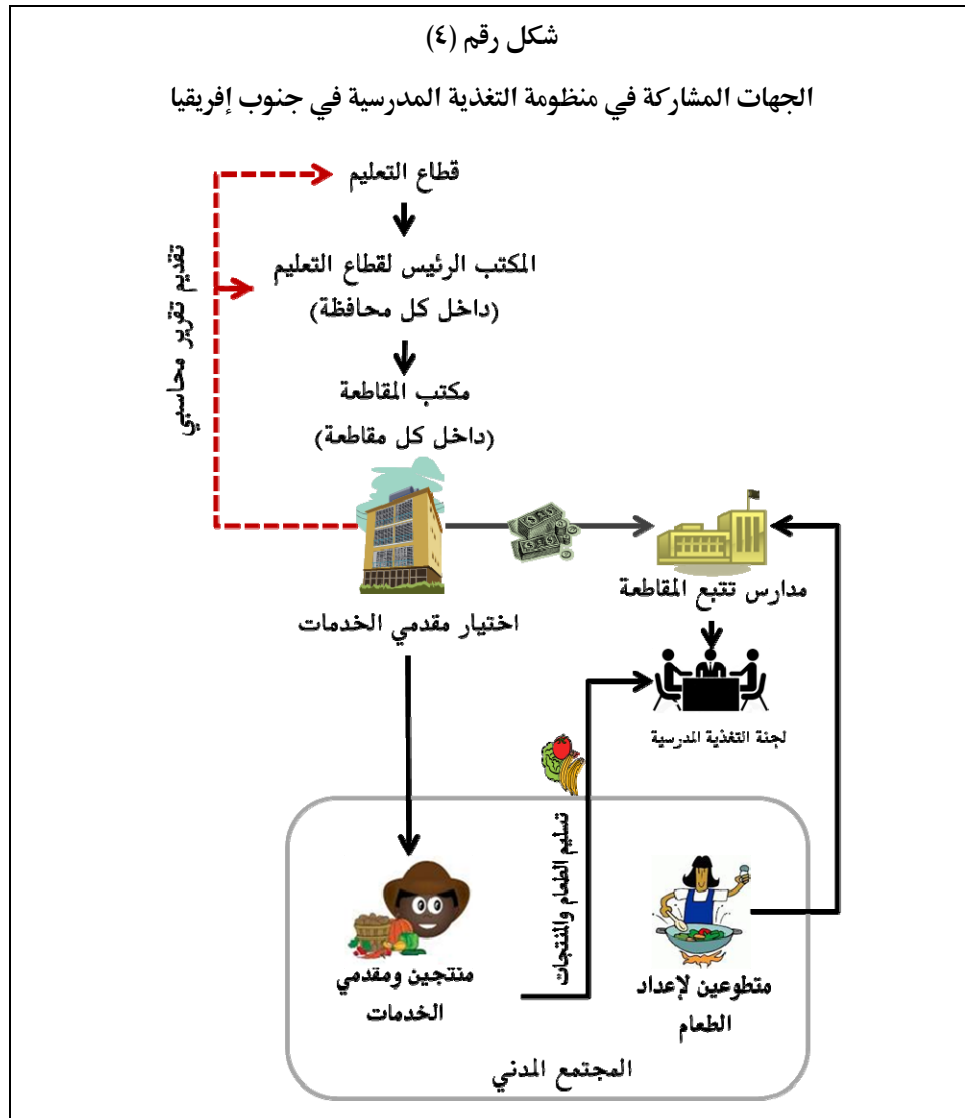 شكل رقم (٤)
الجهات المشاركة في منظومة التغذية المدرسية في جنوب إفريقيا
قطاع التعليم
المكتب الرئيس لقطاع التعليم
(داخل كل محافظة)
مكتب المقاطعة
(داخل كل مقاطعة)
تقديم تقرير محاسبي
اختيار مقدمي الخدمات
مدارس تتبع المقاطعة
لجنة التغذية المدرسية
تسليم الطعام والمنتجات
منتجين ومقدمي
الخدمات
متطوعين لإعداد
الطعام
المجتمع المدني